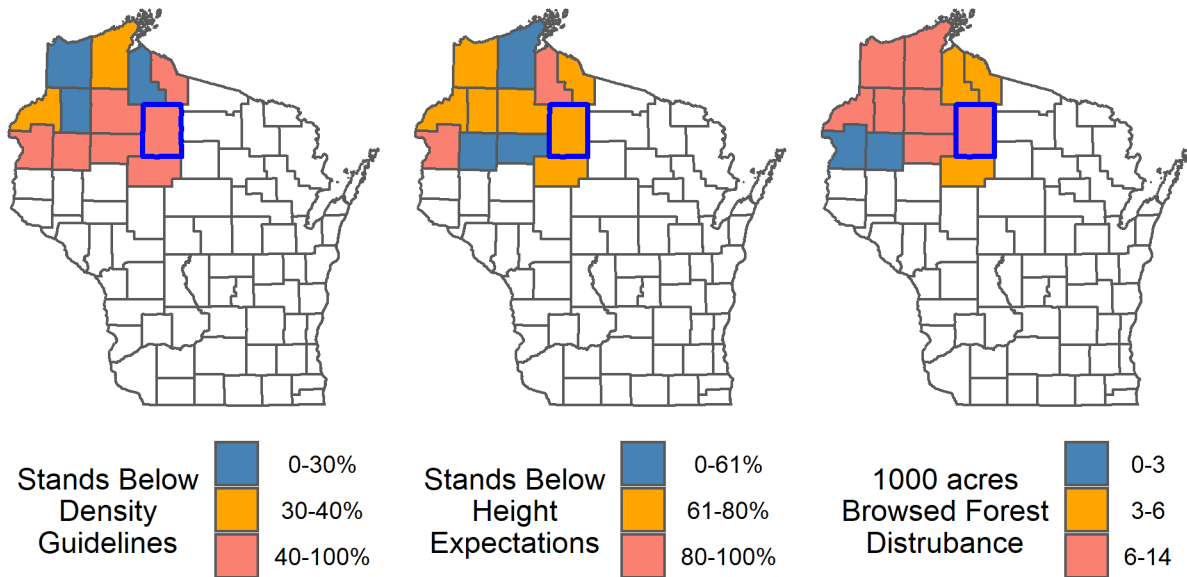 Stands Below
Density
Guidelines
0-30%
30-40%
40-100%
Stands Below
Height
Expectations
0-61%
61-80%
80-100%
1000 acres
Browsed Forest
Distrubance
0-3
3-6
6-14